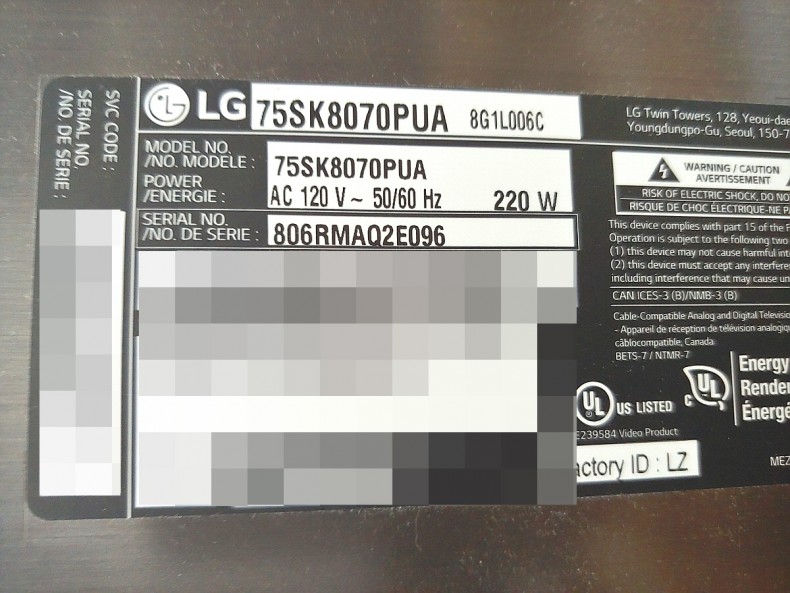 SVC CODE :
SERIAL NO.
/NO. DE SERIE :
LG 75SK8070PUA 8G1L006C
MODEL NO.
/NO. MODELE : 75SK8070PUA
POWER
/ENERGIE : AC 120 V ~ 50/60 Hz 220 W
SERIAL NO.
/NO. DE SERIE : 806RMAQ2E096
LG Twin Towers, 128, Yeoui-dae
Youngdungpo-Gu, Seoul, 150-7
WARNING / CAUTION
AVERTISSEMENT
RISK OF ELECTRIC SHOCK, DO NO
RISQUE DE CHOC ÉLECTRIQUE-NE PA
This device complies with part 15 of the F
Operation is subject to the following two
(1) this device may not cause harmful int
(2) this device must accept any interferen
including interference that may cause un
CAN ICES-3 (B)/NMB-3 (B)
Cable-Compatible Analog and Digital Televisio
- Appareil de réception de télévision analogiqu
câblocompatible, Canada
BETS-7 / NTMR-7
UL US LISTED
E239584 Video Product
C UL
Energy
Rendem
Énergé
actory ID : LZ
MEZ